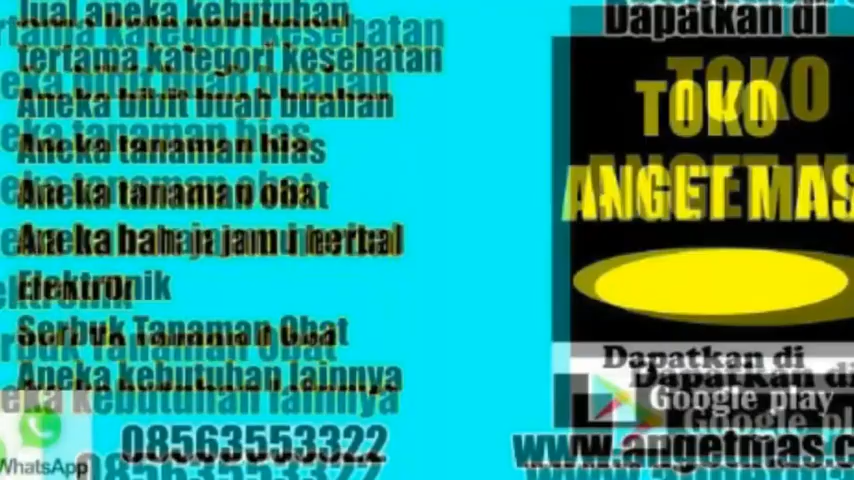 Jual aneka kebutuhan
tertama kategori kesehatan
Aneka bibit buah buahan
Aneka tanaman hias
Aneka tanaman obat
Aneka bahaja jamu herbal
Elektronik
Serbuk Tanaman Obat
Aneka kebutuhan lainnya
WhatsApp
08563553322
Dapatkan di
TOKO
ANGET MAS
Dapatkan di
Google play
www.angetmas.c